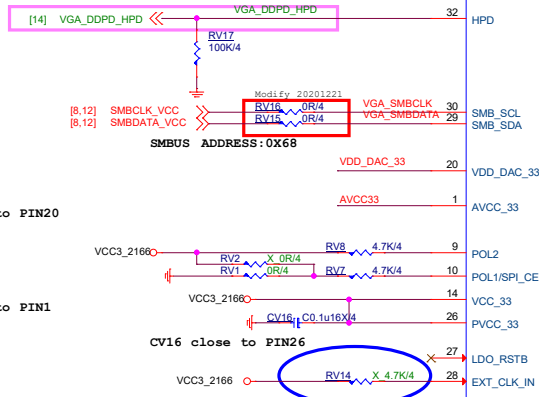 VGA_DDPD_HPD
[14] VGA_DDPD_HPD 32 HPD
RV17
100K/4
Modify 20201221
[8,12] SMBCLK_VCC RV16 0R/4 VGA_SMBCLK 30 SMB_SCL
[8,12] SMBDATA_VCC RV15 0R/4 VGA_SMBDATA 29 SMB_SDA
SMBUS ADDRESS:0X68
VDD_DAC_33 20 VDD_DAC_33
AVCC33 1 AVCC_33
to PIN20
VCC3_2166 RV8 4.7K/4 9 POL2
RV2 X_0R/4
RV1 0R/4 RV7 4.7K/4 10 POL1/SPI_CE
VCC3_2166 14 VCC_33
to PIN1
CV16 C0.1u16X/4 26 PVCC_33
CV16 close to PIN26
27 LDO_RSTB
VCC3_2166 RV14 X_4.7K/4 28 EXT_CLK_IN